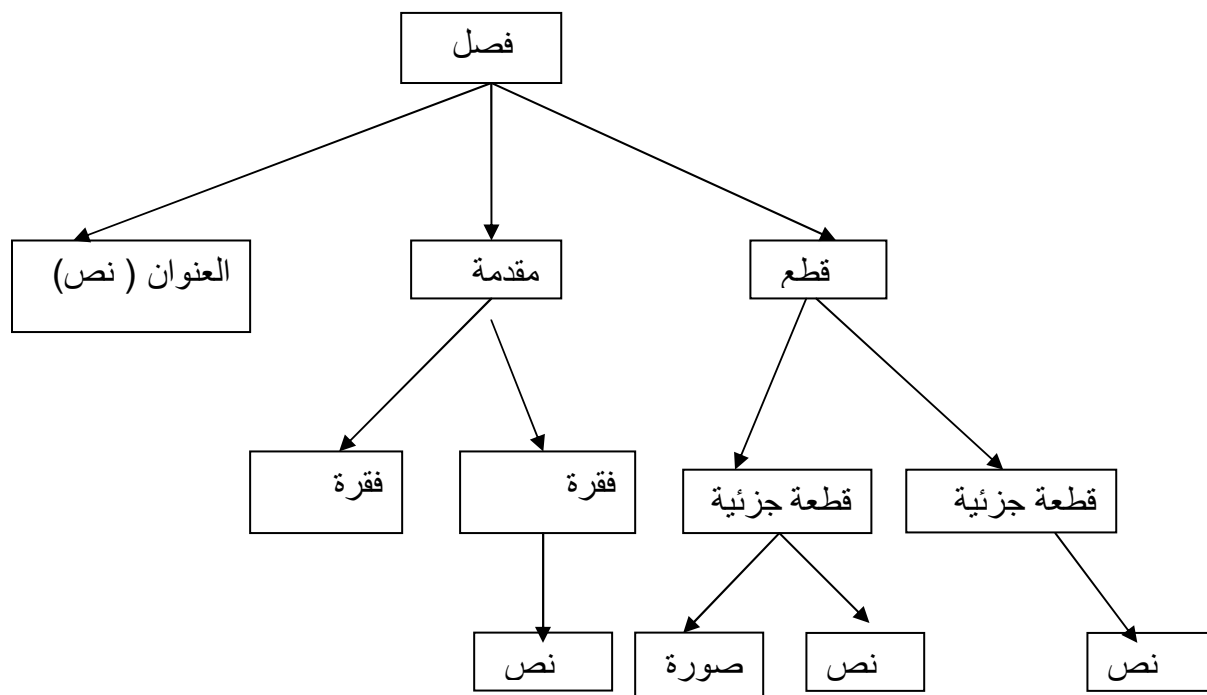 فصل
قطع
مقدمة
العنوان ( نص)
قطعة جزئية
قطعة جزئية
فقرة
فقرة
نص
نص
صورة
نص